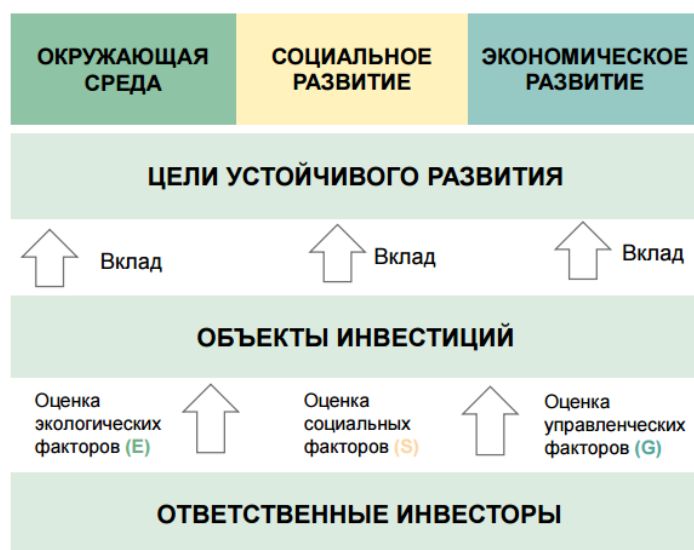 ОКРУЖАЮЩАЯ
СРЕДА
СОЦИАЛЬНОЕ
РАЗВИТИЕ
ЭКОНОМИЧЕСКОЕ
РАЗВИТИЕ
ЦЕЛИ УСТОЙЧИВОГО РАЗВИТИЯ
Вклад
Вклад
Вклад
ОБЪЕКТЫ ИНВЕСТИЦИЙ
Оценка
экологических
факторов (E)
Оценка
социальных
факторов (S)
Оценка
управленческих
факторов (G)
ОТВЕТСТВЕННЫЕ ИНВЕСТОРЫ